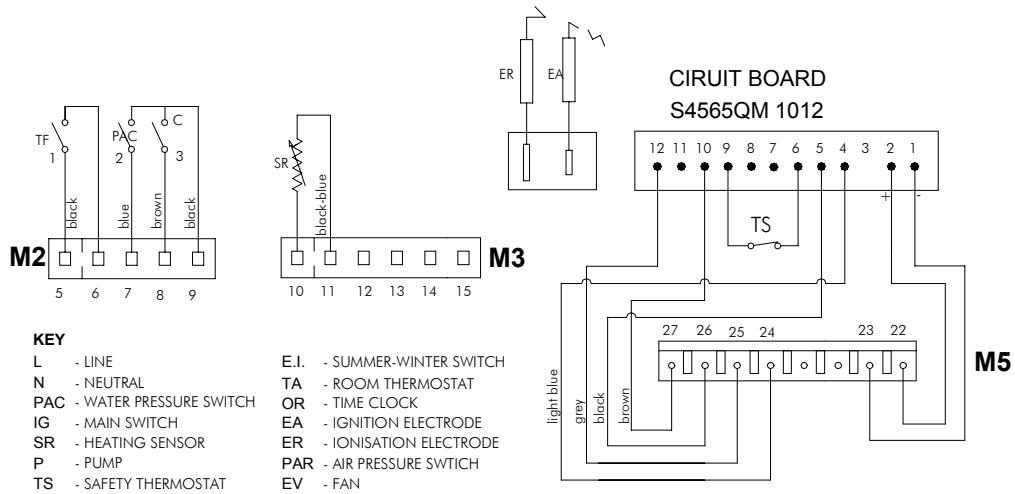 ER
EA
CIRUIT BOARD
S4565QM 1012
12 11 10 9 8 7 6 5 4 3 2 1
+ -
TS
TF
1
PAC
2
C
3
black
blue
brown
black
M2
5 6 7 8 9
SR
black-blue
M3
10 11 12 13 14 15
27 26 25 24 23 22
M5
light blue
grey
black
brown
KEY
L - LINE
N - NEUTRAL
PAC - WATER PRESSURE SWITCH
IG - MAIN SWITCH
SR - HEATING SENSOR
P - PUMP
TS - SAFETY THERMOSTAT
E.I. - SUMMER-WINTER SWITCH
TA - ROOM THERMOSTAT
OR - TIME CLOCK
EA - IGNITION ELECTRODE
ER - IONISATION ELECTRODE
PAR - AIR PRESSURE SWTICH
EV - FAN